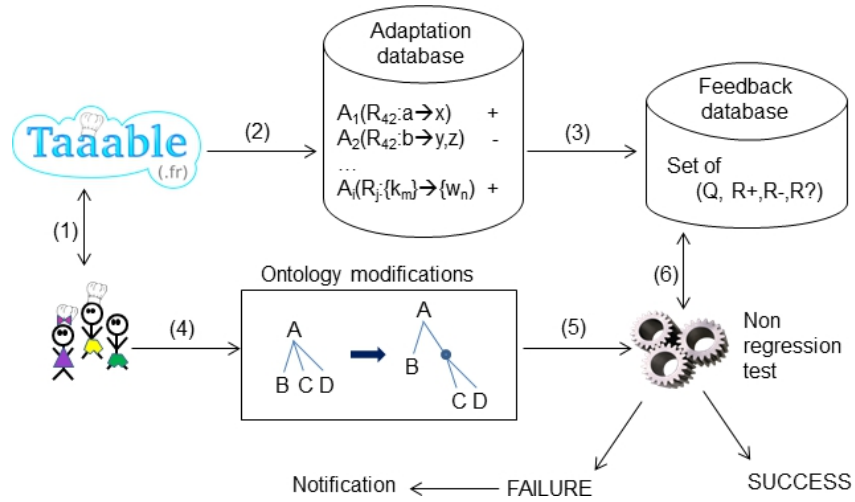 Adaptation
database
A₁(R₄₂:a→x) +
A₂(R₄₂:b→y,z) -
...
Aᵢ(Rⱼ:{kₘ}→{wₙ) +
Feedback
database
Set of
(Q, R+,R-,R?)
Taaable
(.fr)
(2)
(3)
(1)
(6)
Ontology modifications
(4)
A
B C D
A
B
C D
(5)
Non
regression
test
Notification
FAILURE
SUCCESS